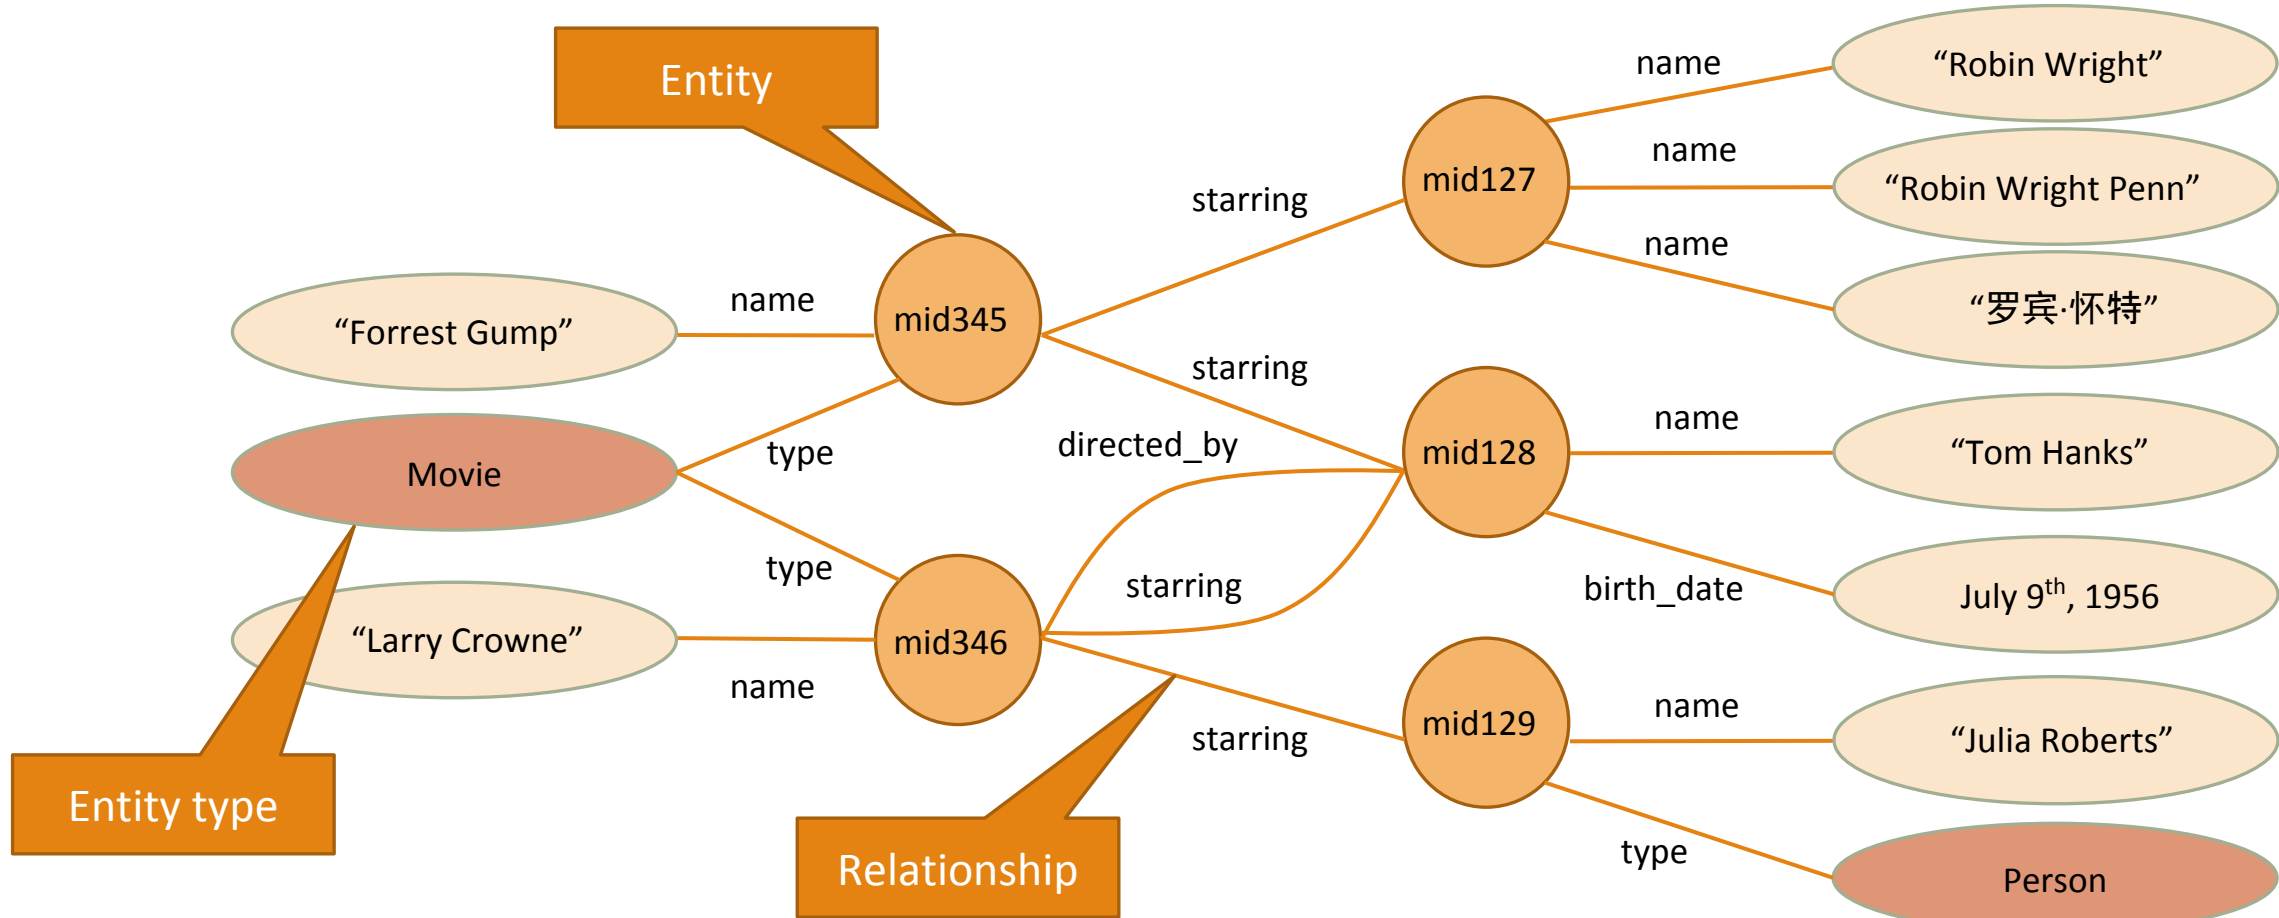 Entity
name
“Robin Wright”
name
mid127
“Robin Wright Penn”
starring
name
“罗宾·怀特”
name
mid345
“Forrest Gump”
starring
name
directed_by
mid128
“Tom Hanks”
type
Movie
type
starring
birth_date
July 9th, 1956
“Larry Crowne”
mid346
name
name
mid129
starring
“Julia Roberts”
Entity type
Relationship
type
Person